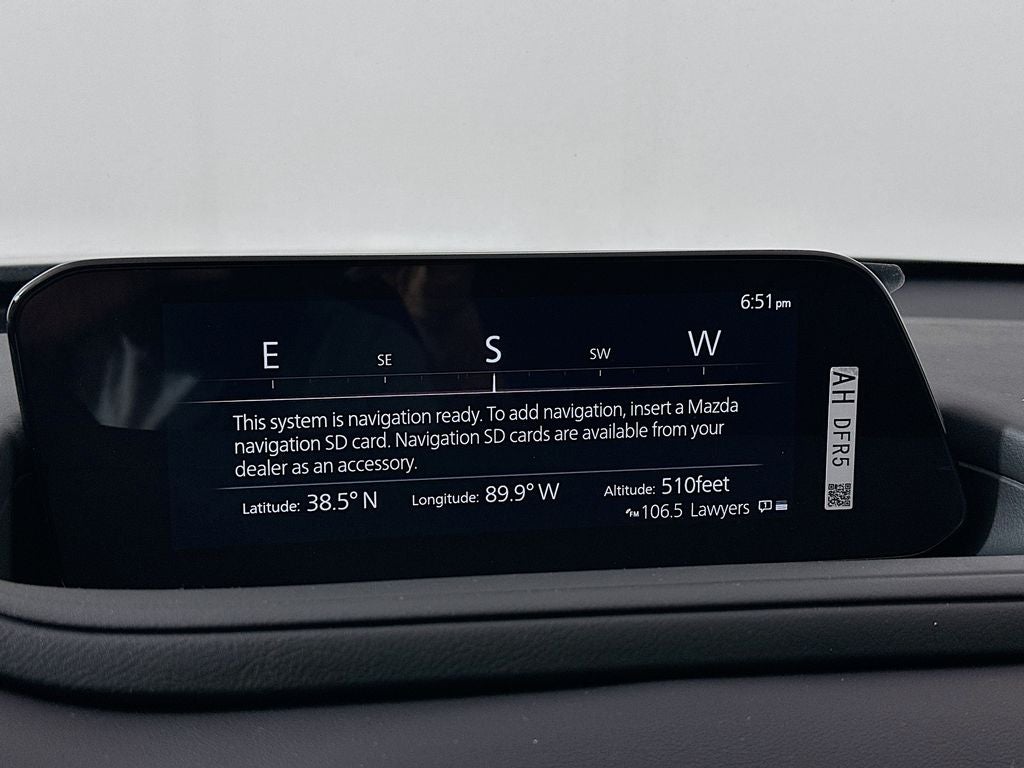 6:51 pm
E SE S SW W
This system is navigation ready. To add navigation, insert a Mazda
navigation SD card. Navigation SD cards are available from your
dealer as an accessory.
Latitude: 38.5° N Longitude: 89.9° W Altitude: 510feet
FM 106.5 Lawyers
AH DFR5